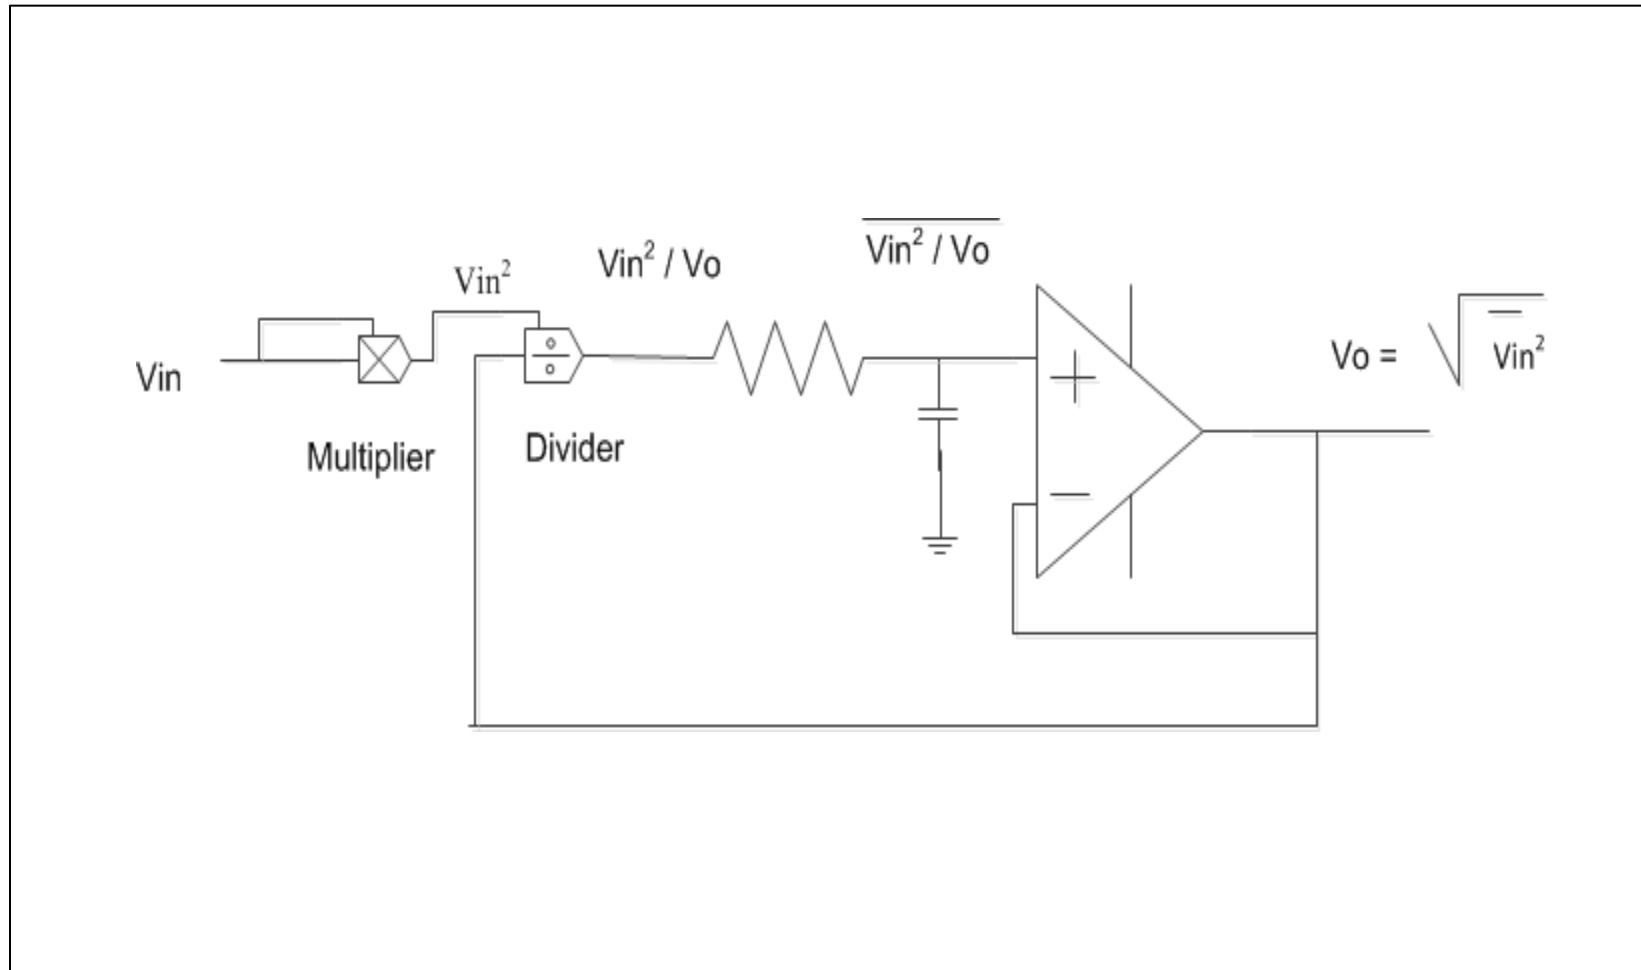 Vin² / Vo
Vin² / Vo
Vin²
Vo = √ Vin²
Vin
Multiplier
Divider